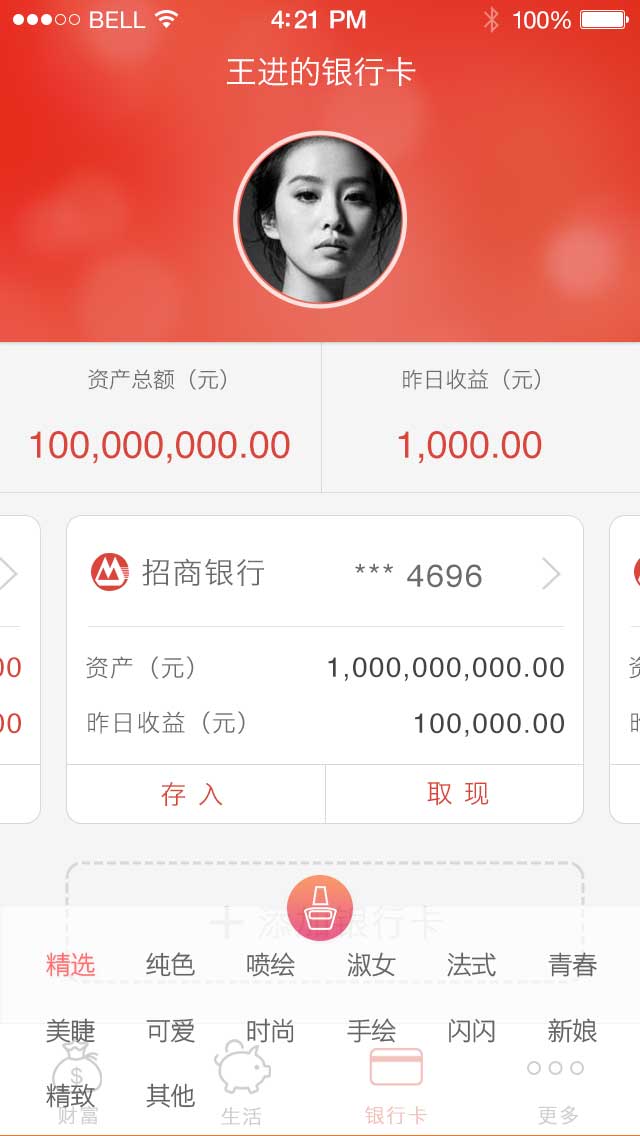 BELL 4:21 PM 100%
王进的银行卡
资产总额（元） 昨日收益（元）
100,000,000.00 1,000.00
招商银行 *** 4696
00 资产（元） 1,000,000,000.00
00 昨日收益（元） 100,000.00
存 入 取 现
+ 添加银行卡
精选 纯色 喷绘 淑女 法式 青春
美睫 可爱 时尚 手绘 闪闪 新娘
$
精致 其他
财富 生活 银行卡 更多